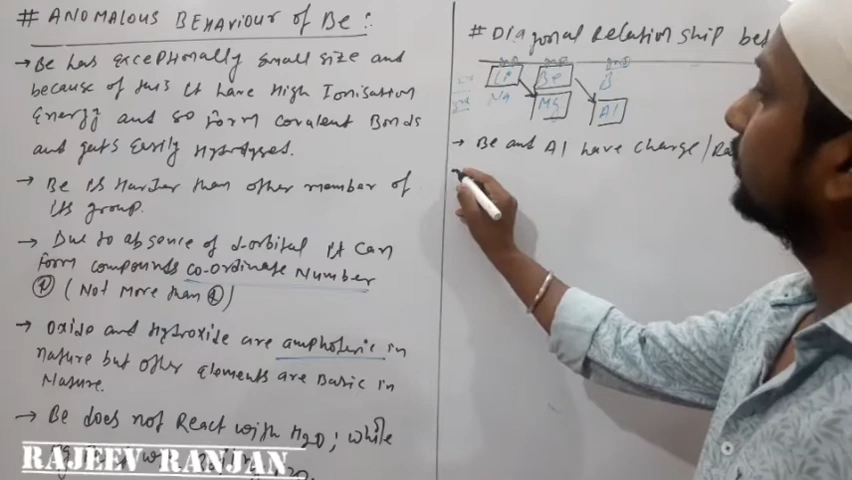 # ANOMALOUS BEHAVIOUR of Be :
→ Be has exceptionally small size and
because of this It have High Ionisation
Energy and so form covalent Bonds
and gets Easily Hydrolysed.
→ Be is Harder than other member of
its group.
→ Due to absence of d-orbital it can
form compounds co-ordinate Number
④ (Not More than ④)
→ Oxide and Hydroxide are amphoteric in
nature but other Elements are Basic in
Nature.
→ Be does not React with H2O ; while
RAJEEV RANJAN
# Diagonal Relation Ship bet
Li Be B
Na Mg Al
→ Be and Al have charge/Ra